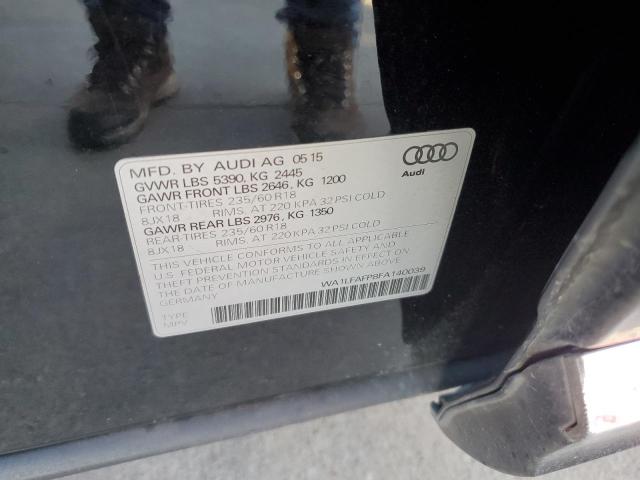 MFD. BY AUDI AG 05 15
GVWR LBS 5390, KG 2445
GAWR FRONT LBS 2646, KG 1200
FRONT-TIRES 235/60 R18
8JX18 RIMS. AT 220 KPA 32 PSI COLD
GAWR REAR LBS 2976, KG 1350
REAR-TIRES 235/60 R18
8JX18 RIMS. AT 220 KPA 32 PSI COLD
THIS VEHICLE CONFORMS TO ALL APPLICABLE
U.S. FEDERAL MOTOR VEHICLE SAFETY AND
THEFT PREVENTION STANDARDS IN EFFECT
ON THE DATE OF MANUFACTURE SHOWN ABOVE
(GERMANY)
WA1LFAFP8FA140039
TYPE:
MPV
Audi